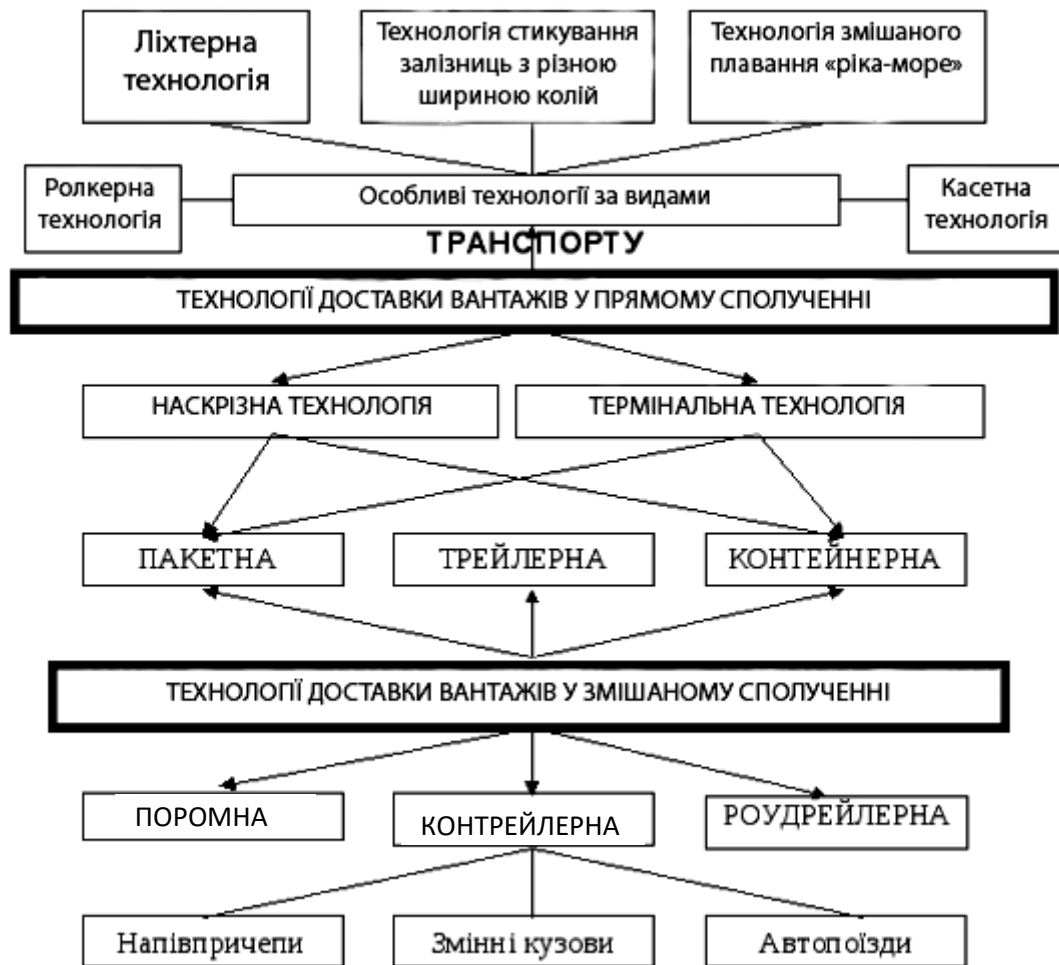 Ліхтерна
технологія
Технологія стикування
залізниць з різною
шириною колій
Технологія змішаного
плавання «ріка-море»
Ролкерна
технологія
Особливі технології за видами
Касетна
технологія
ТРАНСПОРТУ
ТЕХНОЛОГІЇ ДОСТАВКИ ВАНТАЖІВ У ПРЯМОМУ СПОЛУЧЕННІ
НАСКРІЗНА ТЕХНОЛОГІЯ
ТЕРМІНАЛЬНА ТЕХНОЛОГІЯ
ПАКЕТНА
ТРЕЙЛЕРНА
КОНТЕЙНЕРНА
ТЕХНОЛОГІЇ ДОСТАВКИ ВАНТАЖІВ У ЗМІШАНОМУ СПОЛУЧЕННІ
ПОРОМНА
КОНТРЕЙЛЕРНА
РОУДРЕЙЛЕРНА
Напівпричепи
Змінні кузови
Автопоїзди